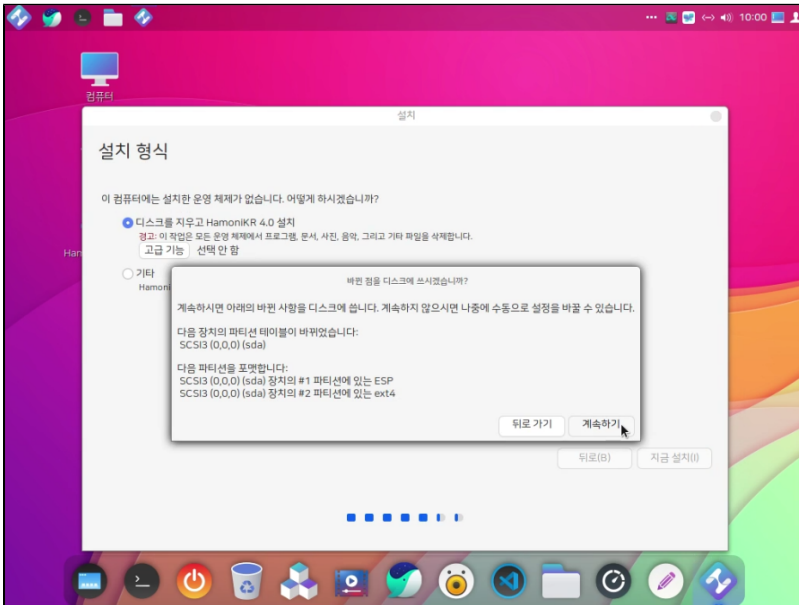 10:00
컴퓨터
설치
설치 형식
이 컴퓨터에는 설치한 운영 체제가 없습니다. 어떻게 하시겠습니까?
디스크를 지우고 HamoniKR 4.0 설치
경고: 이 작업은 모든 운영 체제에서 프로그램, 문서, 사진, 음악, 그리고 기타 파일을 삭제합니다.
고급 기능 선택 안 함
Han
기타
Hamoni
바뀐 점을 디스크에 쓰시겠습니까?
계속하시면 아래의 바뀐 사항을 디스크에 씁니다. 계속하지 않으시면 나중에 수동으로 설정을 바꿀 수 있습니다.
다음 장치의 파티션 테이블이 바뀌었습니다:
SCSI3 (0,0,0) (sda)
다음 파티션을 포맷합니다:
SCSI3 (0,0,0) (sda) 장치의 #1 파티션에 있는 ESP
SCSI3 (0,0,0) (sda) 장치의 #2 파티션에 있는 ext4
뒤로 가기 계속하기
뒤로(B) 지금 설치(I)